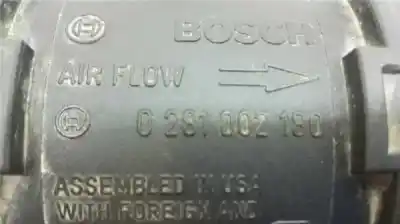 BOSCH
AIR FLOW
0 281 002 180
ASSEMBLED IN USA
WITH FOREIGN AND